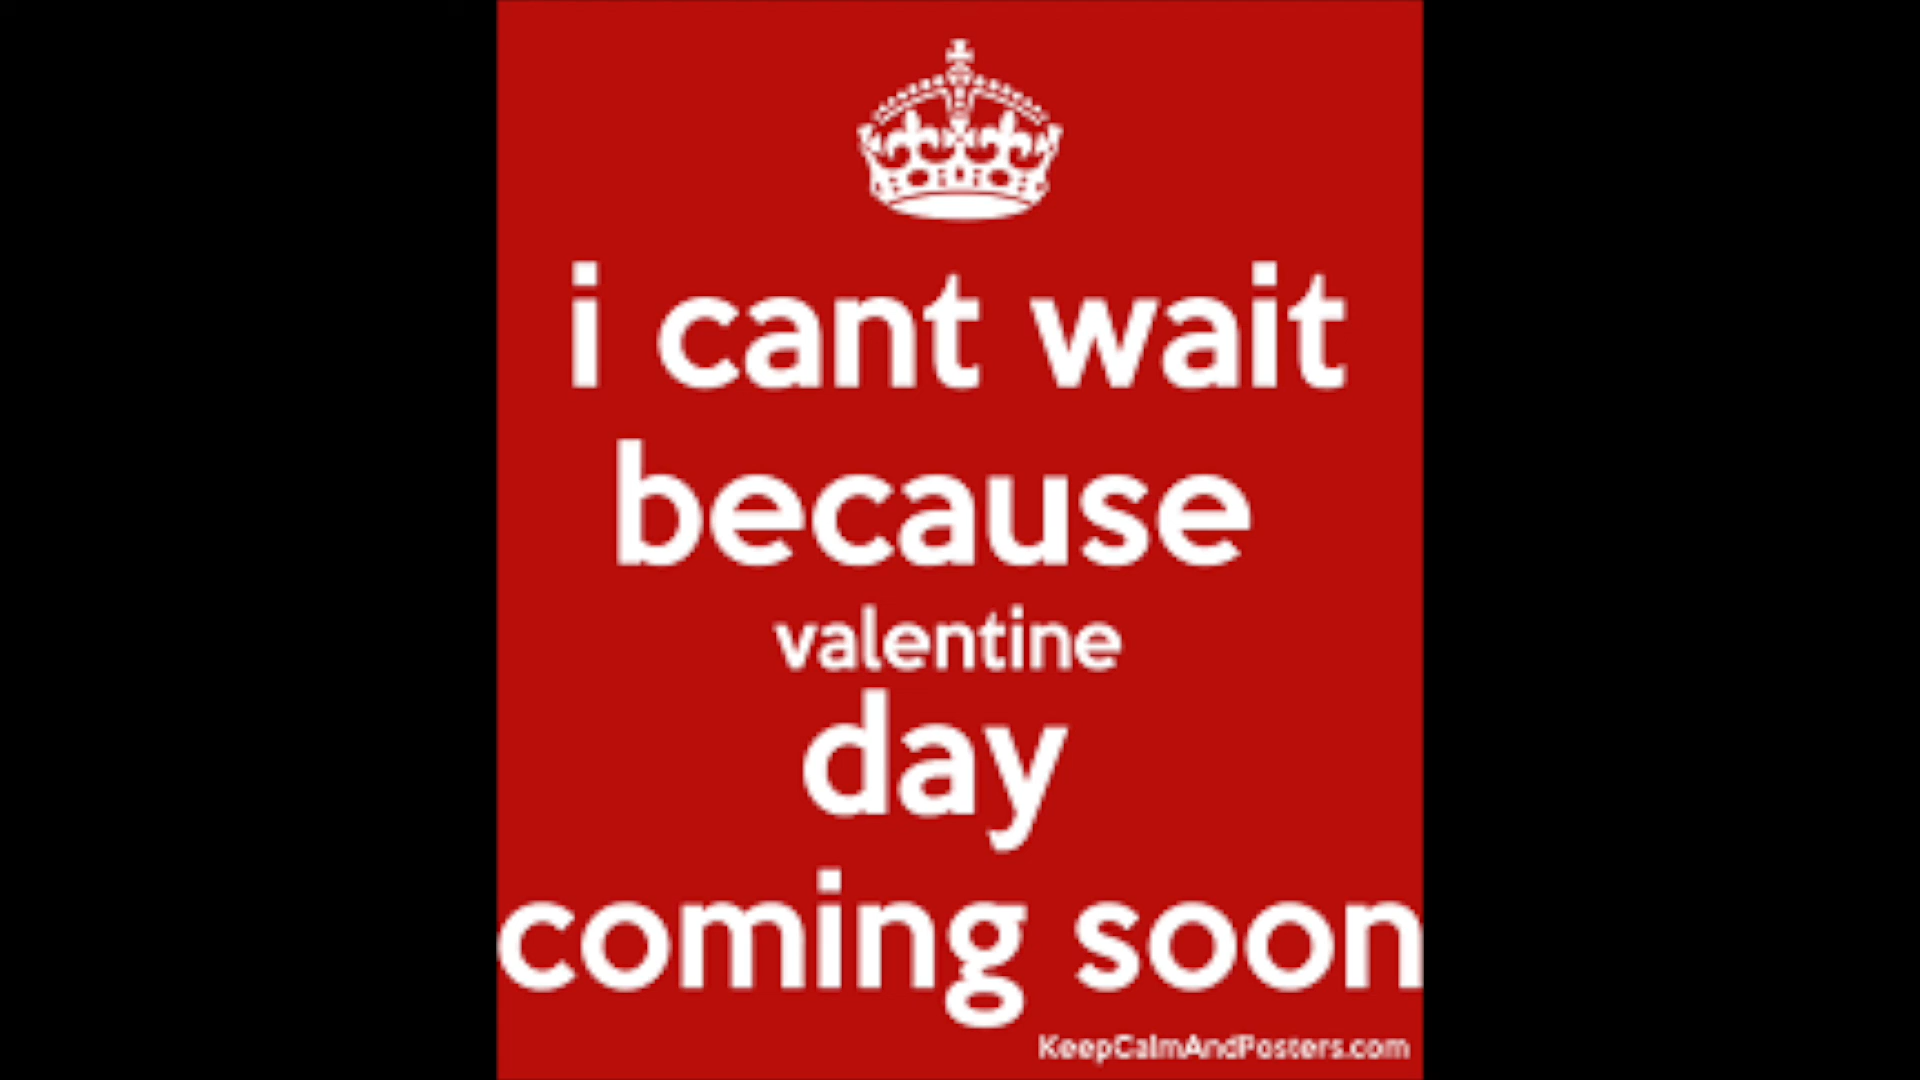 i cant wait
because
valentine
day
coming soon
KeepCalmAndPosters.com